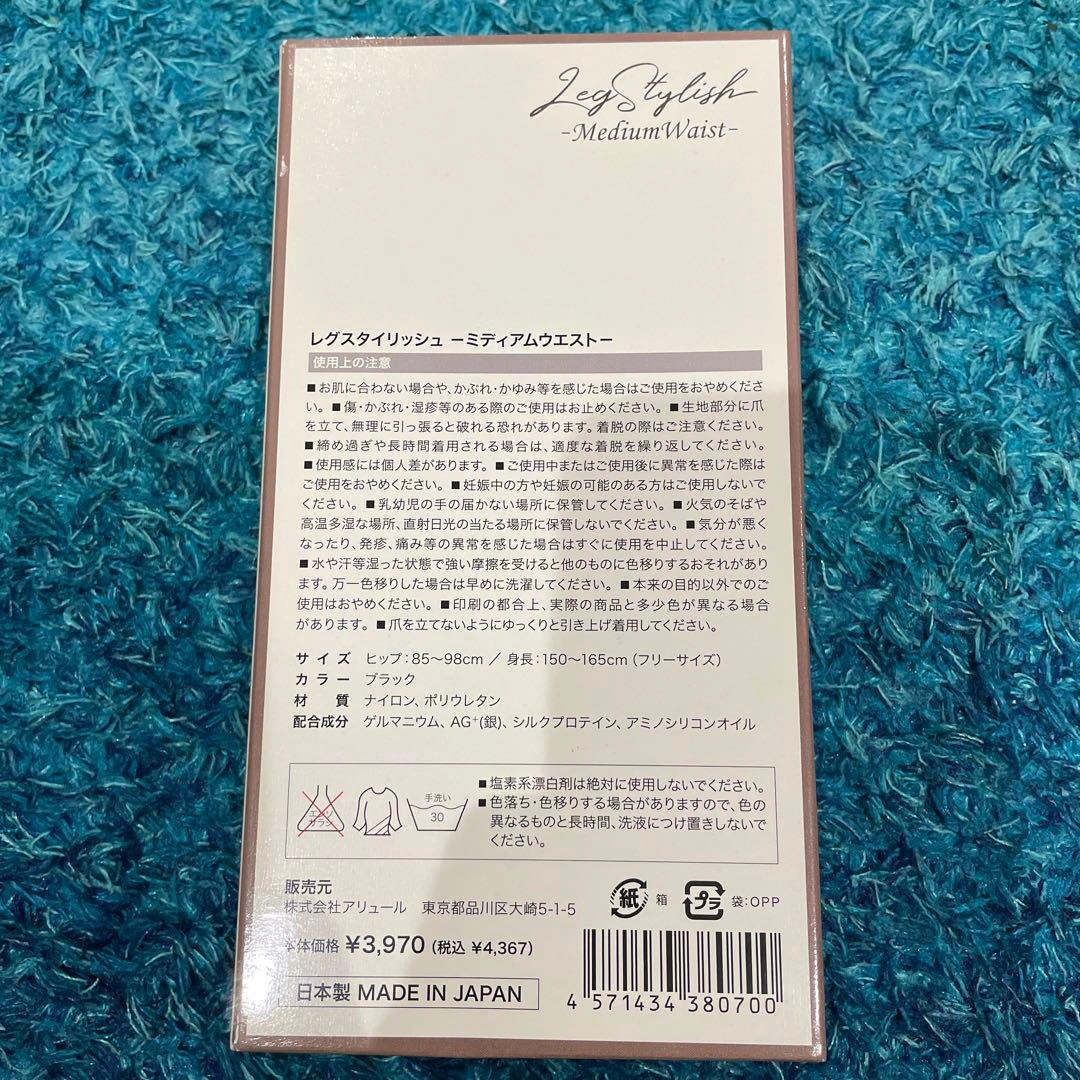 LegStylish
-MediumWaist-
レグスタイリッシュ ーミディアムウエストー
使用上の注意
■お肌に合わない場合や、かぶれ・かゆみ等を感じた場合はご使用をおやめくださ
い。■傷・かぶれ・湿疹等のある際のご使用はお止めください。■生地部分に爪
を立て、無理に引っ張ると破れる恐れがあります。着脱の際はご注意ください。
■締め過ぎや長時間着用される場合は、適度な着脱を繰り返してください。
■使用感には個人差があります。■ご使用中またはご使用後に異常を感じた際は
ご使用をおやめください。■妊娠中の方や妊娠の可能のある方はご使用しないで
ください。■乳幼児の手の届かない場所に保管してください。■火気のそばや
高温多湿な場所、直射日光の当たる場所に保管しないでください。■気分が悪く
なったり、発疹、痛み等の異常を感じた場合はすぐに使用を中止してください。
■水や汗等湿った状態で強い摩擦を受けると他のものに色移りするおそれがあり
ます。万一色移りした場合は早めに洗濯してください。■本来の目的以外でのご
使用はおやめください。■印刷の都合上、実際の商品と多少色が異なる場合
があります。■爪を立てないようにゆっくりと引き上げ着用してください。
サイズ ヒップ:85〜98cm / 身長:150〜165cm(フリーサイズ)
カラー ブラック
材 質 ナイロン、ポリウレタン
配合成分 ゲルマニウム、AG⁺(銀)、シルクプロテイン、アミノシリコンオイル
エンソ
サラシ
手洗い
30
■塩素系漂白剤は絶対に使用しないでください。
■色落ち・色移りする場合がありますので、色の
異なるものと長時間、洗液につけ置きしないで
ください。
販売元
株式会社アリュール 東京都品川区大崎5-1-5
紙 箱 プラ 袋:OPP
本体価格 ¥3,970 (税込 ¥4,367)
日本製 MADE IN JAPAN
4 571434 380700